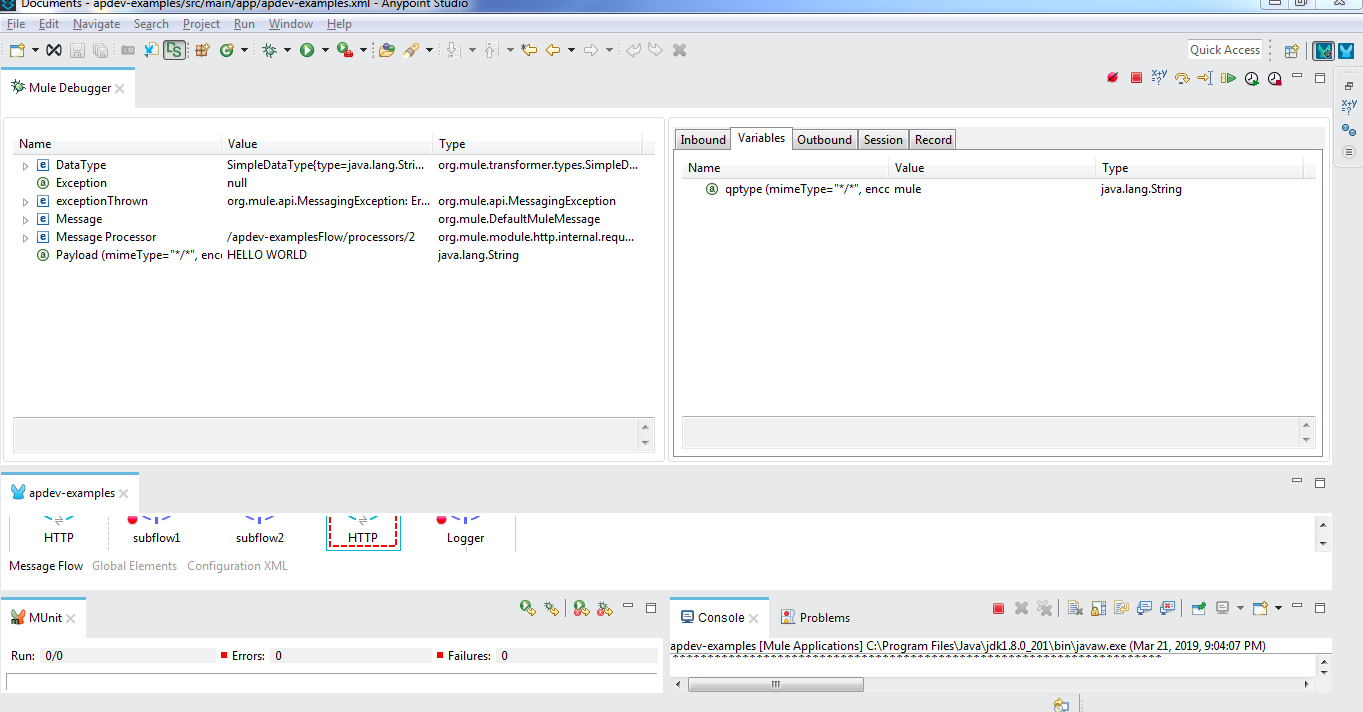 Documents - apdev-examples/src/main/app/apdev-examples.xml - Anypoint Studio
File Edit Navigate Search Project Run Window Help
Quick Access
Mule Debugger
Name Value Type
DataType SimpleDataType{type=java.lang.Stri... org.mule.transformer.types.SimpleD...
Exception null
exceptionThrown org.mule.api.MessagingException: Er... org.mule.api.MessagingException
Message org.mule.DefaultMuleMessage
Message Processor /apdev-examplesFlow/processors/2 org.mule.module.http.internal.requ...
Payload (mimeType="*/*", enco HELLO WORLD java.lang.String
Inbound Variables Outbound Session Record
Name Value Type
qptype (mimeType="*/*", enco mule java.lang.String
apdev-examples
HTTP subflow1 subflow2 HTTP Logger
Message Flow Global Elements Configuration XML
MUnit
Run: 0/0 Errors: 0 Failures: 0
Console Problems
apdev-examples [Mule Applications] C:\Program Files\Java\jdk1.8.0_201\bin\javaw.exe (Mar 21, 2019, 9:04:07 PM)